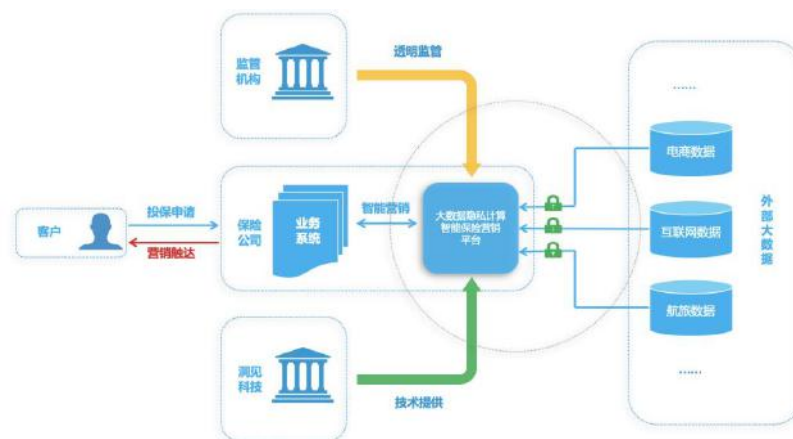 监管
机构
透明监管
……
电商数据
客户
投保申请
营销触达
保险
公司
业务
系统
智能营销
大数据隐私计算
智能保险营销
平台
互联网数据
外部大数据
航旅数据
……
洞见
科技
技术提供